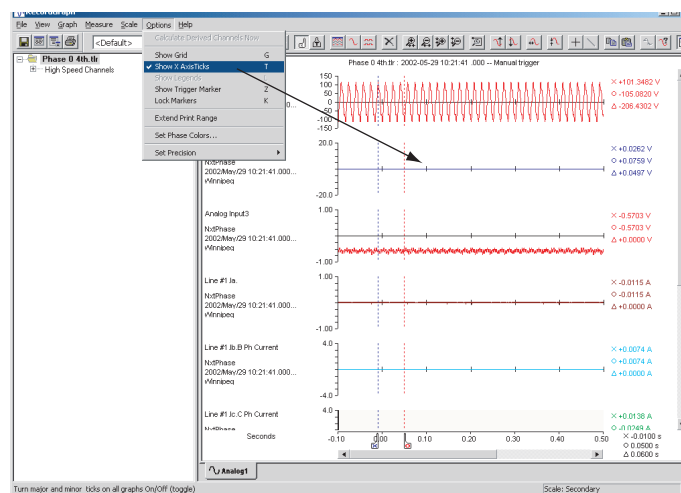 RecordGraph
File View Graph Measure Scale Options Help
<Default>
Phase 0 4th.tlr
High Speed Channels
Calculate Derived Channels Now
Show Grid G
Show X AxisTicks T
Show Legends
Show Trigger Marker Z
Lock Markers K
Extend Print Range
Set Phase Colors...
Set Precision
Phase 0 4th.tlr : 2002-05-29 10:21:41 .000 -- Manual trigger
150
100
50
0
-50
-100
-150
×+101.3482 V
○-105.0820 V
Δ-206.4302 V
20.0
-20.0
NxtPhase
2002/May/29 10:21:41.000...
Winnipeg
×+0.0262 V
○+0.0759 V
Δ+0.0497 V
Analog Input3
NxtPhase
2002/May/29 10:21:41.000...
Winnipeg
1.00
-1.00
×-0.5703 V
○-0.5703 V
Δ+0.0000 V
Line #1 Ia.
NxtPhase
2002/May/29 10:21:41.000...
Winnipeg
1.00
-1.00
×-0.0115 A
○-0.0115 A
Δ+0.0000 A
Line #1 Ib.B Ph Current
NxtPhase
2002/May/29 10:21:41.000...
Winnipeg
4.0
-4.0
×+0.0074 A
○+0.0074 A
Δ+0.0000 A
Line #1 Ic.C Ph Current
NxtPhase
4.0
×+0.0138 A
○-0.0249 A
Seconds
-0.10 0.00 0.10 0.20 0.30 0.40 0.50
×-0.0100 s
○0.0500 s
Δ0.0600 s
Analog1
Turn major and minor ticks on all graphs On/Off (toggle)
Scale: Secondary